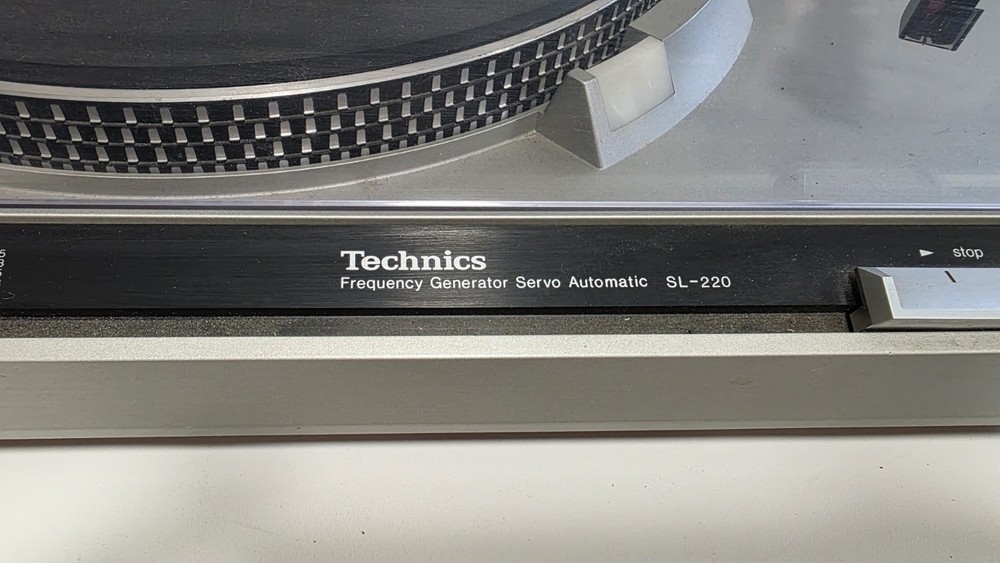 ► stop
Technics
Frequency Generator Servo Automatic SL-220